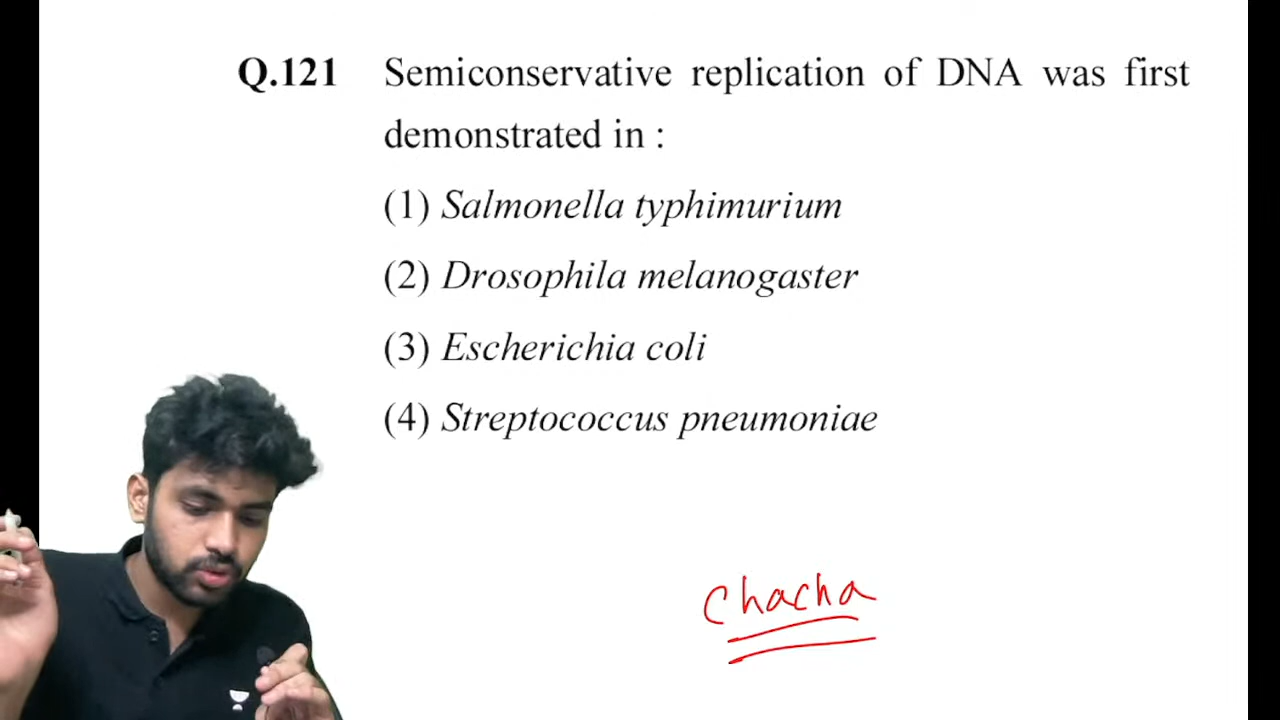 Q.121 Semiconservative replication of DNA was first
demonstrated in :
(1) Salmonella typhimurium
(2) Drosophila melanogaster
(3) Escherichia coli
(4) Streptococcus pneumoniae
chacha